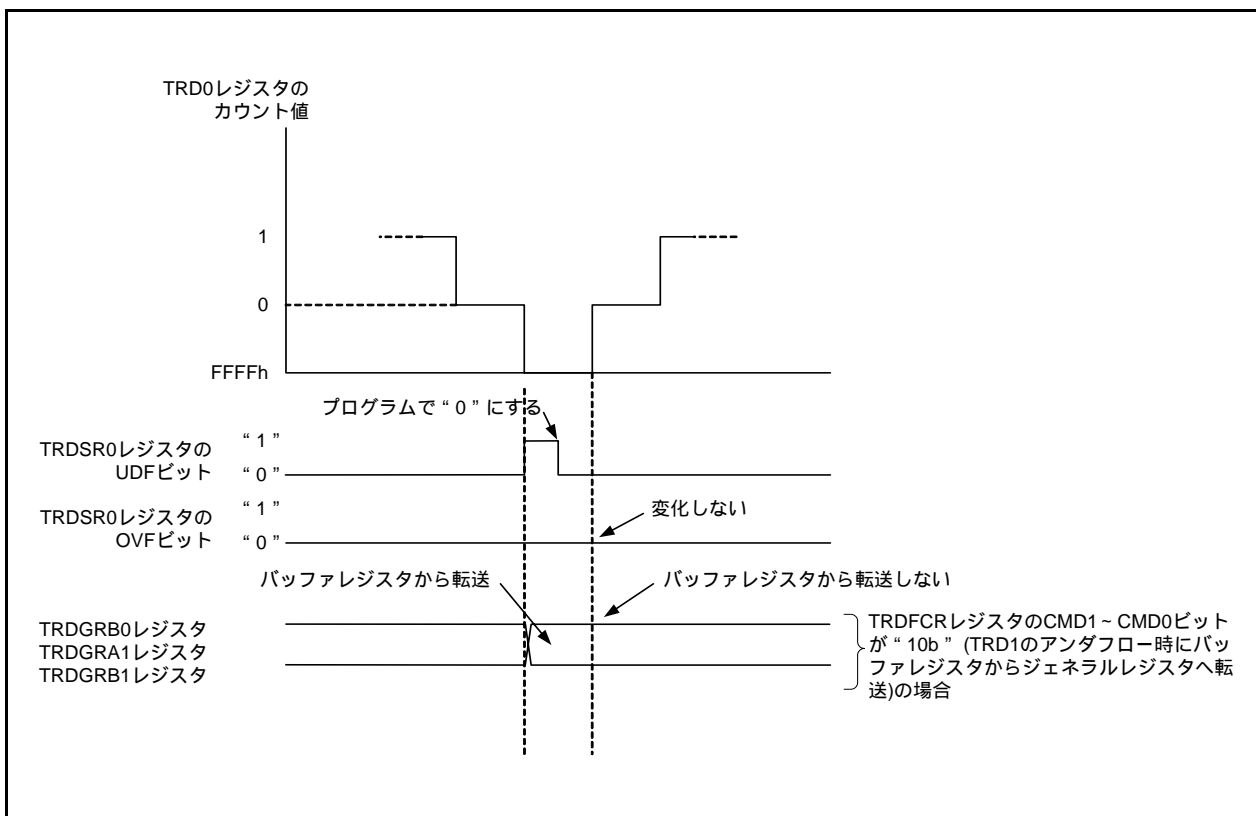 TRD0レジスタの
カウント値
1
0
FFFFh
プログラムで“0”にする
TRDSR0レジスタの
UDFビット
“1”
“0”
TRDSR0レジスタの
OVFビット
“1”
“0”
変化しない
バッファレジスタから転送
バッファレジスタから転送しない
TRDGRB0レジスタ
TRDGRA1レジスタ
TRDGRB1レジスタ
TRDFCRレジスタのCMD1~CMD0ビット
が“10b”(TRD1のアンダフロー時にバッ
ファレジスタからジェネラルレジスタへ転
送)の場合